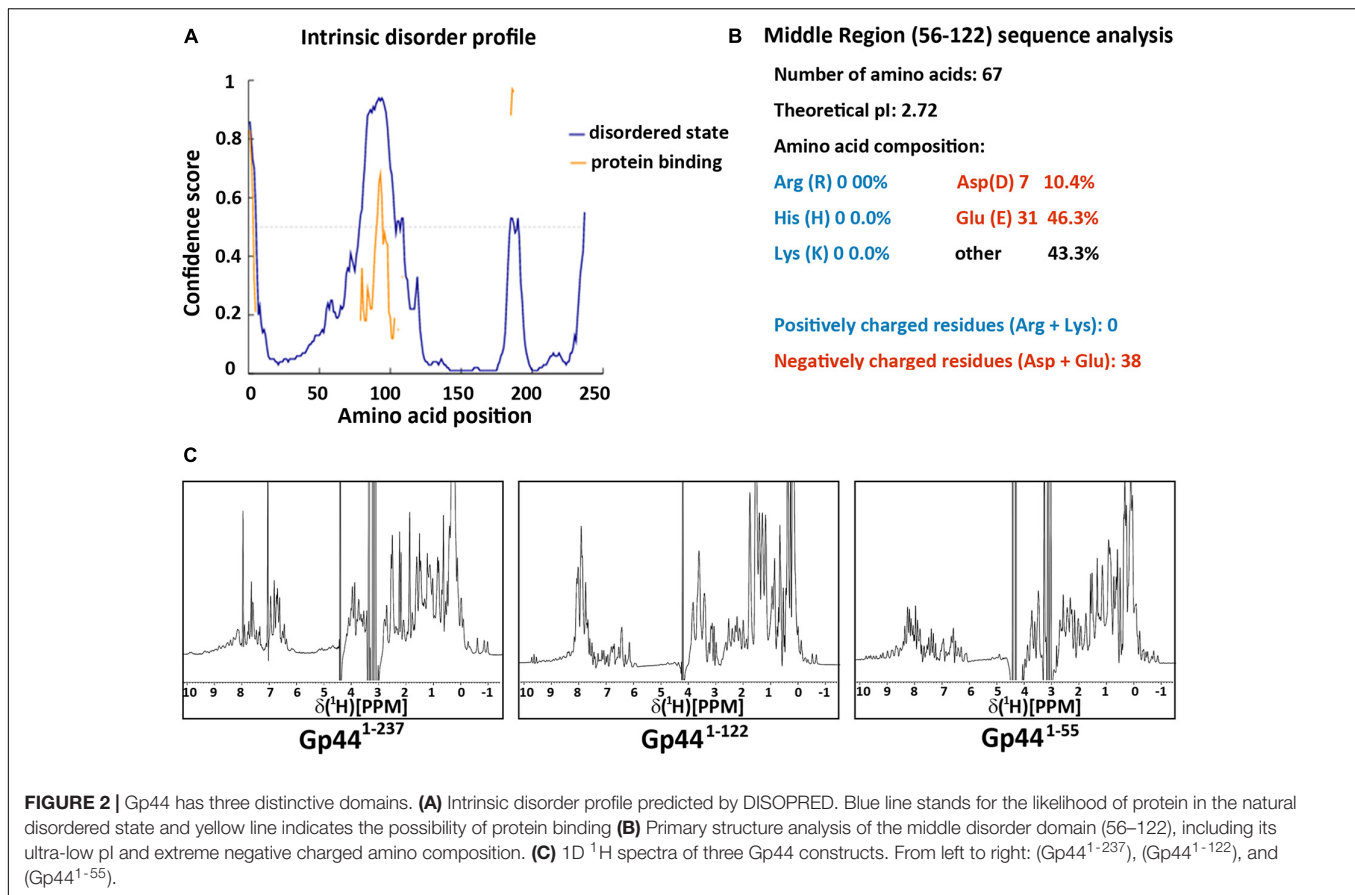 A
Intrinsic disorder profile
1
0.8
0.6
0.4
0.2
0
Confidence score
0 50 100 150 200 250
Amino acid position
disordered state
protein binding
B
Middle Region (56-122) sequence analysis
Number of amino acids: 67
Theoretical pI: 2.72
Amino acid composition:
Arg (R) 0 00% Asp(D) 7 10.4%
His (H) 0 0.0% Glu (E) 31 46.3%
Lys (K) 0 0.0% other 43.3%
Positively charged residues (Arg + Lys): 0
Negatively charged residues (Asp + Glu): 38
C
10 9 8 7 6 5 4 3 2 1 0 -1
δ(¹H)[PPM]
Gp44¹⁻²³⁷
10 9 8 7 6 5 4 3 2 1 0 -1
δ(¹H)[PPM]
Gp44¹⁻¹²²
10 9 8 7 6 5 4 3 2 1 0 -1
δ(¹H)[PPM]
Gp44¹⁻⁵⁵
FIGURE 2 | Gp44 has three distinctive domains. (A) Intrinsic disorder profile predicted by DISOPRED. Blue line stands for the likelihood of protein in the natural
disordered state and yellow line indicates the possibility of protein binding (B) Primary structure analysis of the middle disorder domain (56–122), including its
ultra-low pI and extreme negative charged amino composition. (C) 1D ¹H spectra of three Gp44 constructs. From left to right: (Gp44¹⁻²³⁷), (Gp44¹⁻¹²²), and
(Gp44¹⁻⁵⁵).